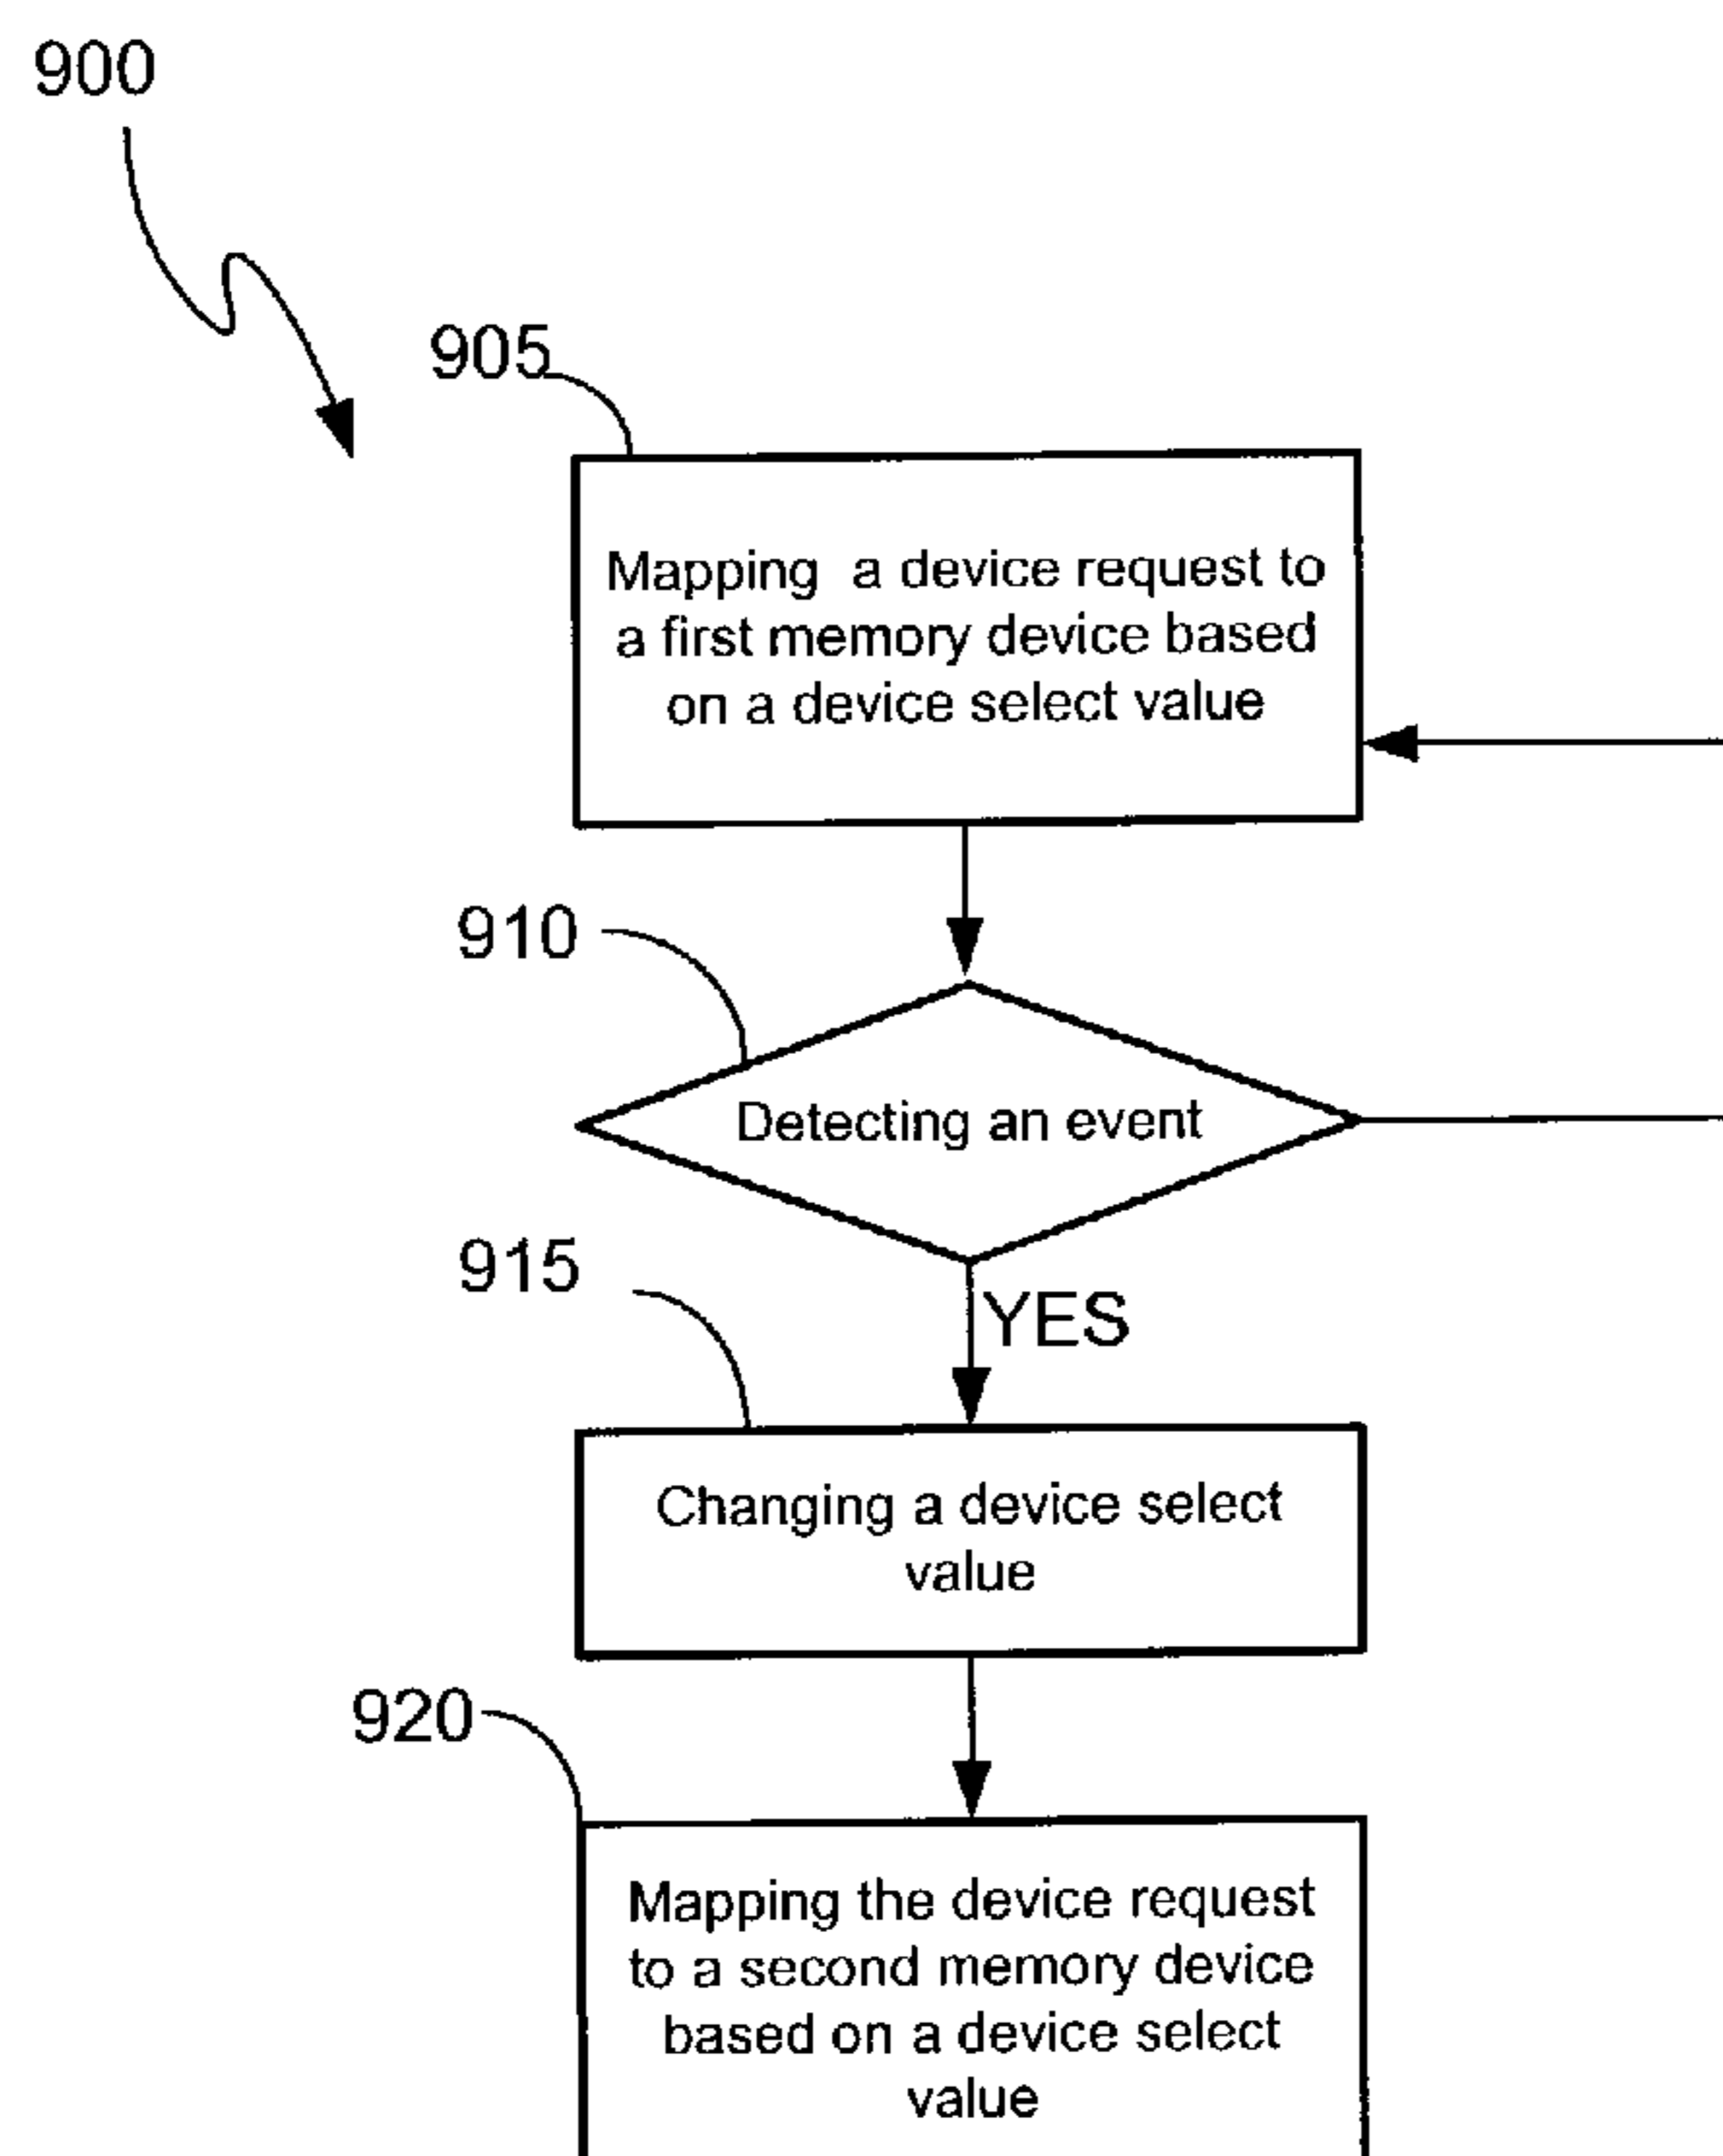 900
905
Mapping a device request to
a first memory device based
on a device select value
910
Detecting an event
915
YES
Changing a device select
value
920
Mapping the device request
to a second memory device
based on a device select
value